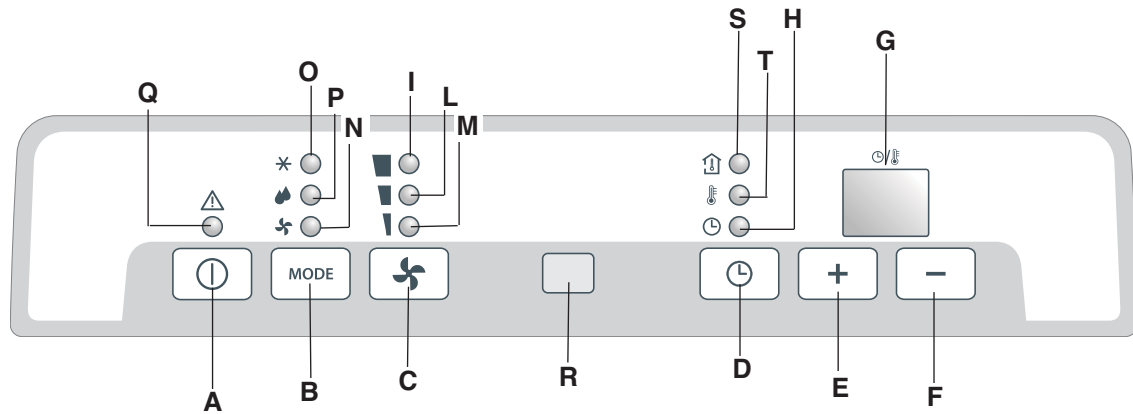 S H
G
O I T
Q P L
N M
MODE
R D E F
A B C